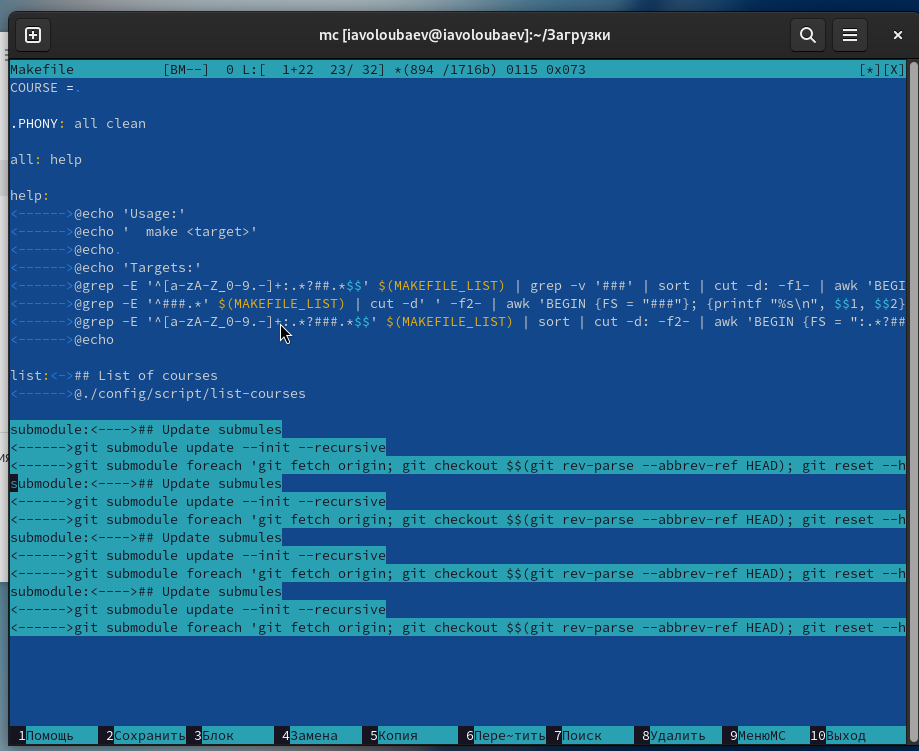 mc [iavoloubaev@iavoloubaev]:~/Загрузки
Makefile [BM--] 0 L:[ 1+22 23/ 32] *(894 /1716b) 0115 0x073 [*][X]
COURSE =.
.PHONY: all clean
all: help
help:
<------>@echo 'Usage:'
<------>@echo '  make <target>'
<------>@echo.
<------>@echo 'Targets:'
<------>@grep -E '^[a-zA-Z_0-9.-]+:.*?##.*$$' $(MAKEFILE_LIST) | grep -v '###' | sort | cut -d: -f1- | awk 'BEGI
<------>@grep -E '^###.*' $(MAKEFILE_LIST) | cut -d' ' -f2- | awk 'BEGIN {FS = "###"}; {printf "%s\n", $$1, $$2}
<------>@grep -E '^[a-zA-Z_0-9.-]+:.*?###.*$$' $(MAKEFILE_LIST) | sort | cut -d: -f2- | awk 'BEGIN {FS = ":.*?##
<------>@echo
list:<->## List of courses
<------>@./config/script/list-courses
submodule:<---->## Update submules
<------>git submodule update --init --recursive
<------>git submodule foreach 'git fetch origin; git checkout $$(git rev-parse --abbrev-ref HEAD); git reset --h
submodule:<---->## Update submules
<------>git submodule update --init --recursive
<------>git submodule foreach 'git fetch origin; git checkout $$(git rev-parse --abbrev-ref HEAD); git reset --h
submodule:<---->## Update submules
<------>git submodule update --init --recursive
<------>git submodule foreach 'git fetch origin; git checkout $$(git rev-parse --abbrev-ref HEAD); git reset --h
submodule:<---->## Update submules
<------>git submodule update --init --recursive
<------>git submodule foreach 'git fetch origin; git checkout $$(git rev-parse --abbrev-ref HEAD); git reset --h
1Помощь 2Сохранить 3Блок 4Замена 5Копия 6Пере~тить 7Поиск 8Удалить 9МенюМС 10Выход